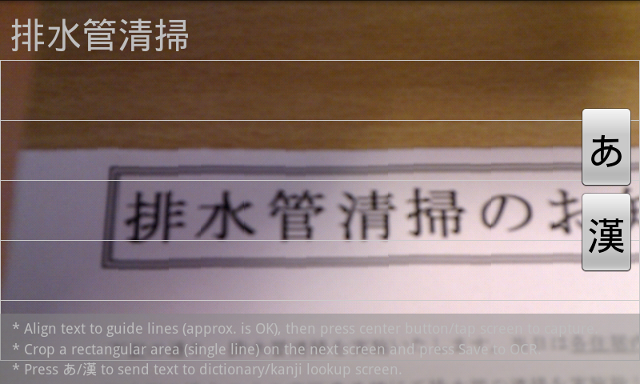 排水管清掃
あ
排水管清掃のお
漢
* Align text to guide lines (approx. is OK), then press center button/tap screen to
* Crop a rectangular area (single line) on the next screen and press Save to OCR
* Press あ/漢 to send text to dictionary/kanji lookup screen.